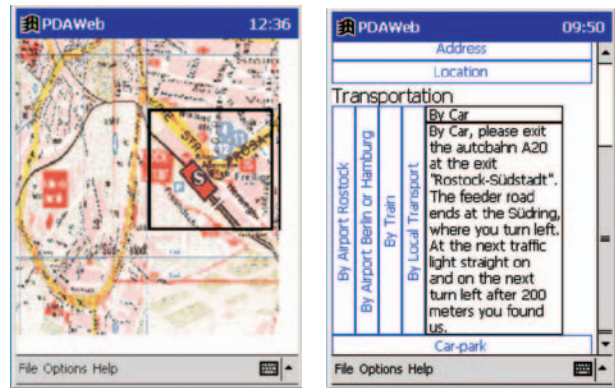 PDAWeb 12:36
STR
S
File Options Help
PDAWeb 09:50
Address
Location
Transportation
By Airport Rostock
By Airport Berlin or Hamburg
By Train
By Local Transport
By Car
By Car, please exit
the autobahn A20
at the exit
"Rostock-Südstadt".
The feeder road
ends at the Südring,
where you turn left.
At the next traffic
light straight on
and on the next
turn left after 200
meters you found
us.
Car-park
File Options Help